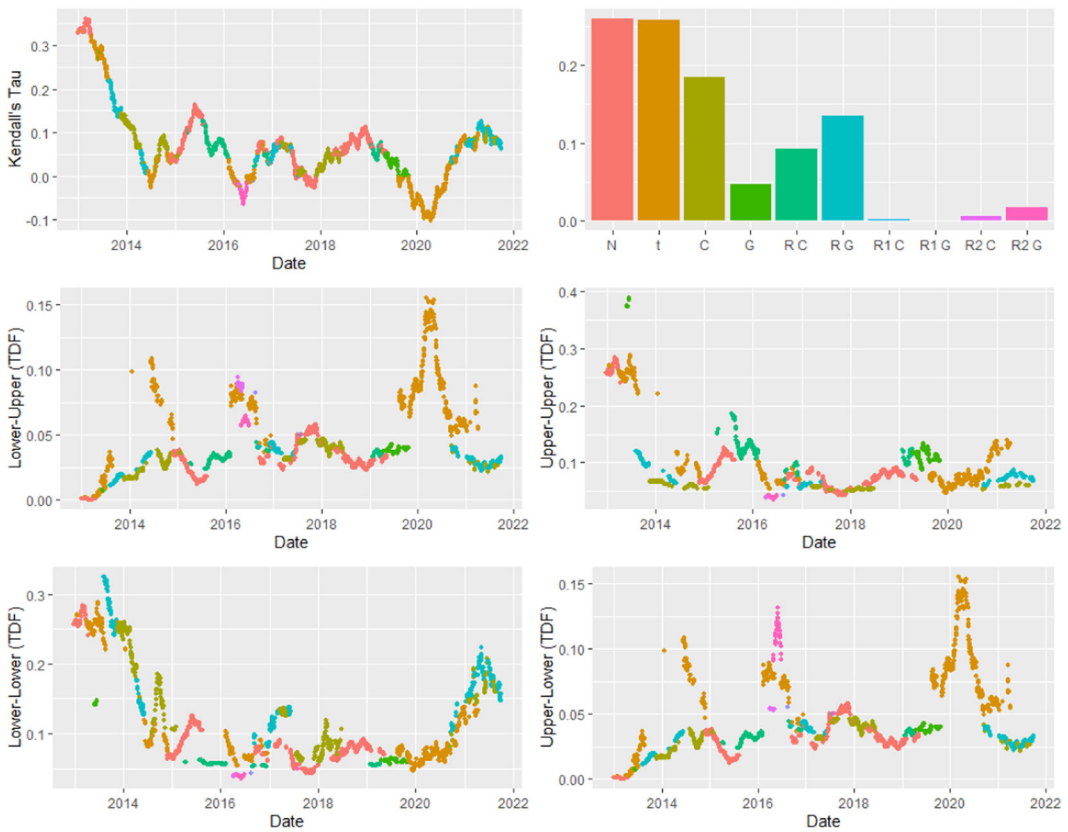 Kendall's Tau
0.3
0.2
0.1
0.0
-0.1
2014 2016 2018 2020 2022
Date
0.2
0.1
0.0
N t C G R C R G R1 C R1 G R2 C R2 G
Lower-Upper (TDF)
0.15
0.10
0.05
0.00
2014 2016 2018 2020 2022
Date
Upper-Upper (TDF)
0.4
0.3
0.2
0.1
2014 2016 2018 2020 2022
Date
Lower-Lower (TDF)
0.3
0.2
0.1
2014 2016 2018 2020 2022
Date
Upper-Lower (TDF)
0.15
0.10
0.05
0.00
2014 2016 2018 2020 2022
Date